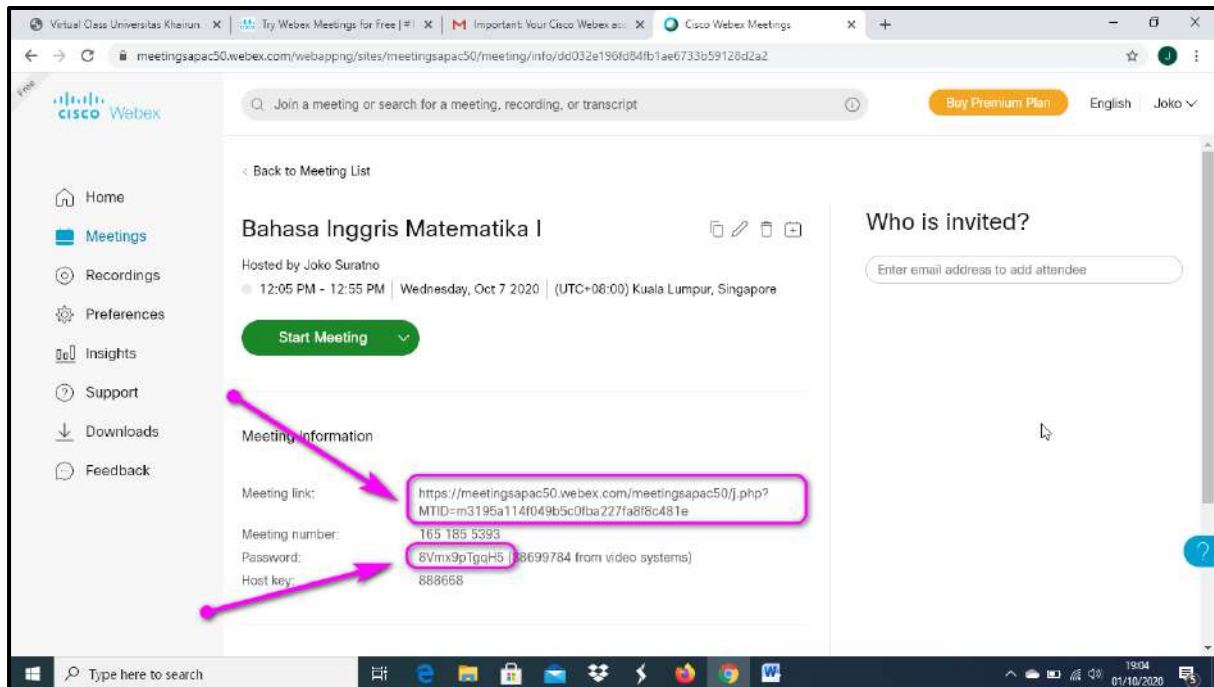 Virtual Class Universitas Khairun
Try Webex Meetings for Free | #1
Important: Your Cisco Webex acc
Cisco Webex Meetings
meetingsapac50.webex.com/webappng/sites/meetingsapac50/meeting/info/dd032e196fd84fb1ae6733b59128d2a2
J
Free
CISCO Webex
Join a meeting or search for a meeting, recording, or transcript
Buy Premium Plan
English
Joko
Home
Meetings
Recordings
Preferences
Insights
Support
Downloads
Feedback
< Back to Meeting List
Bahasa Inggris Matematika I
Hosted by Joko Suratno
12:05 PM - 12:55 PM | Wednesday, Oct 7 2020 | (UTC+08:00) Kuala Lumpur, Singapore
Start Meeting
Meeting Information
Meeting link: https://meetingsapac50.webex.com/meetingsapac50/j.php?
MTID=m3195a114f049b5c0fba227fa8f8c481e
Meeting number: 165 185 5393
Password: 8Vmx9pTgqH5 (88699784 from video systems)
Host key: 888668
Who is invited?
Enter email address to add attendee
?
Type here to search
19:04
01/10/2020